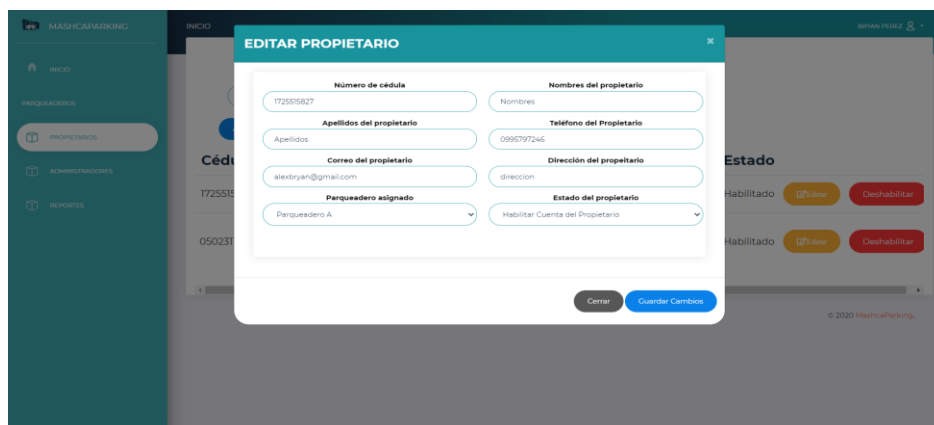 MASHCAPARKING
INICIO
BRYAN PEREZ
INICIO
PARQUEADEROS
PROPIETARIOS
ADMINISTRADORES
REPORTES
EDITAR PROPIETARIO ×
Número de cédula Nombres del propietario
1725515827 Nombres
Apellidos del propietario Teléfono del Propietario
Apellidos 0995797246
Correo del propietario Dirección del propeitario
alexbryan@gmail.com direccion
Parqueadero asignado Estado del propietario
Parqueadero A Habilitar Cuenta del Propietario
Cerrar Guardar Cambios
Cédu Estado
1725515 Habilitado Editar Deshabilitar
050231 Habilitado Editar Deshabilitar
© 2020 MashcaParking.